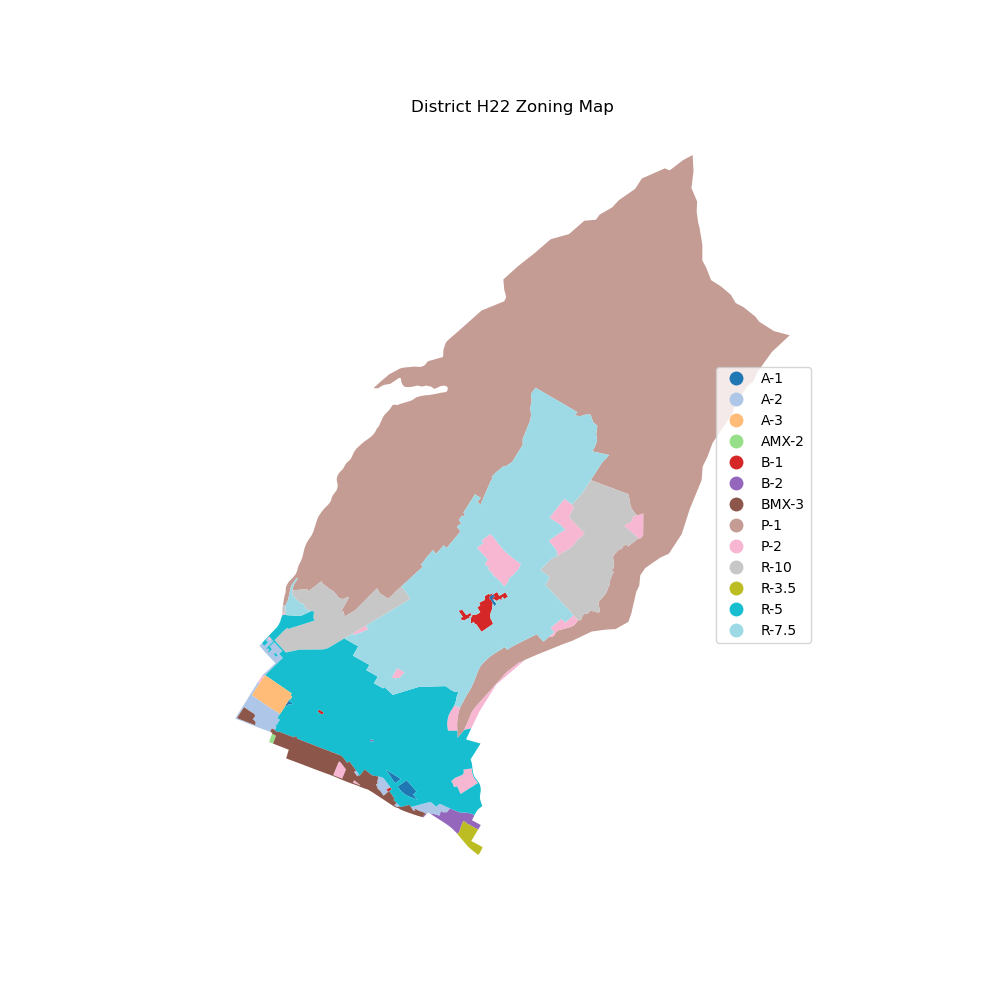 District H22 Zoning Map
A-1
A-2
A-3
AMX-2
B-1
B-2
BMX-3
P-1
P-2
R-10
R-3.5
R-5
R-7.5